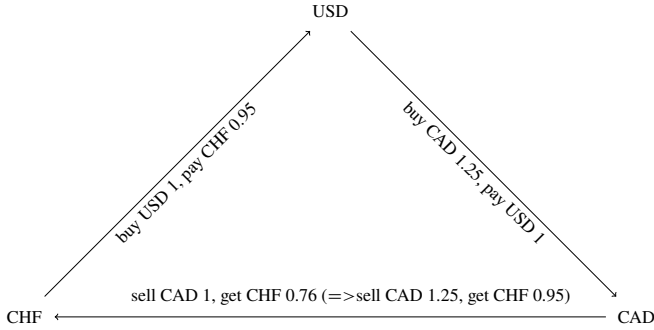 USD
buy USD 1, pay CHF 0.95
buy CAD 1.25, pay USD 1
sell CAD 1, get CHF 0.76 (=>sell CAD 1.25, get CHF 0.95)
CHF
CAD